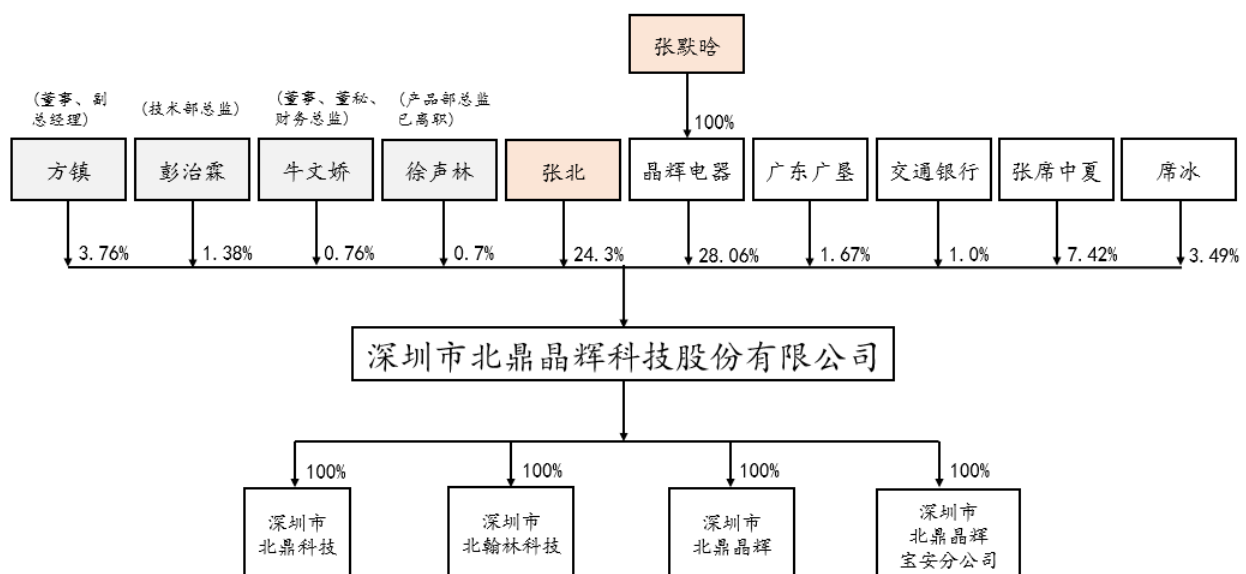 张默晗
100%
(董事、副
总经理)
(技术部总监)
(董事、董秘、
财务总监)
(产品部总监
已离职)
方镇
彭治霖
牛文娇
徐声林
张北
晶辉电器
广东广垦
交通银行
张席中夏
席冰
3.76%
1.38%
0.76%
0.7%
24.3%
28.06%
1.67%
1.0%
7.42%
3.49%
深圳市北鼎晶辉科技股份有限公司
100%
100%
100%
100%
深圳市
北鼎科技
深圳市
北翰林科技
深圳市
北鼎晶辉
深圳市
北鼎晶辉
宝安分公司